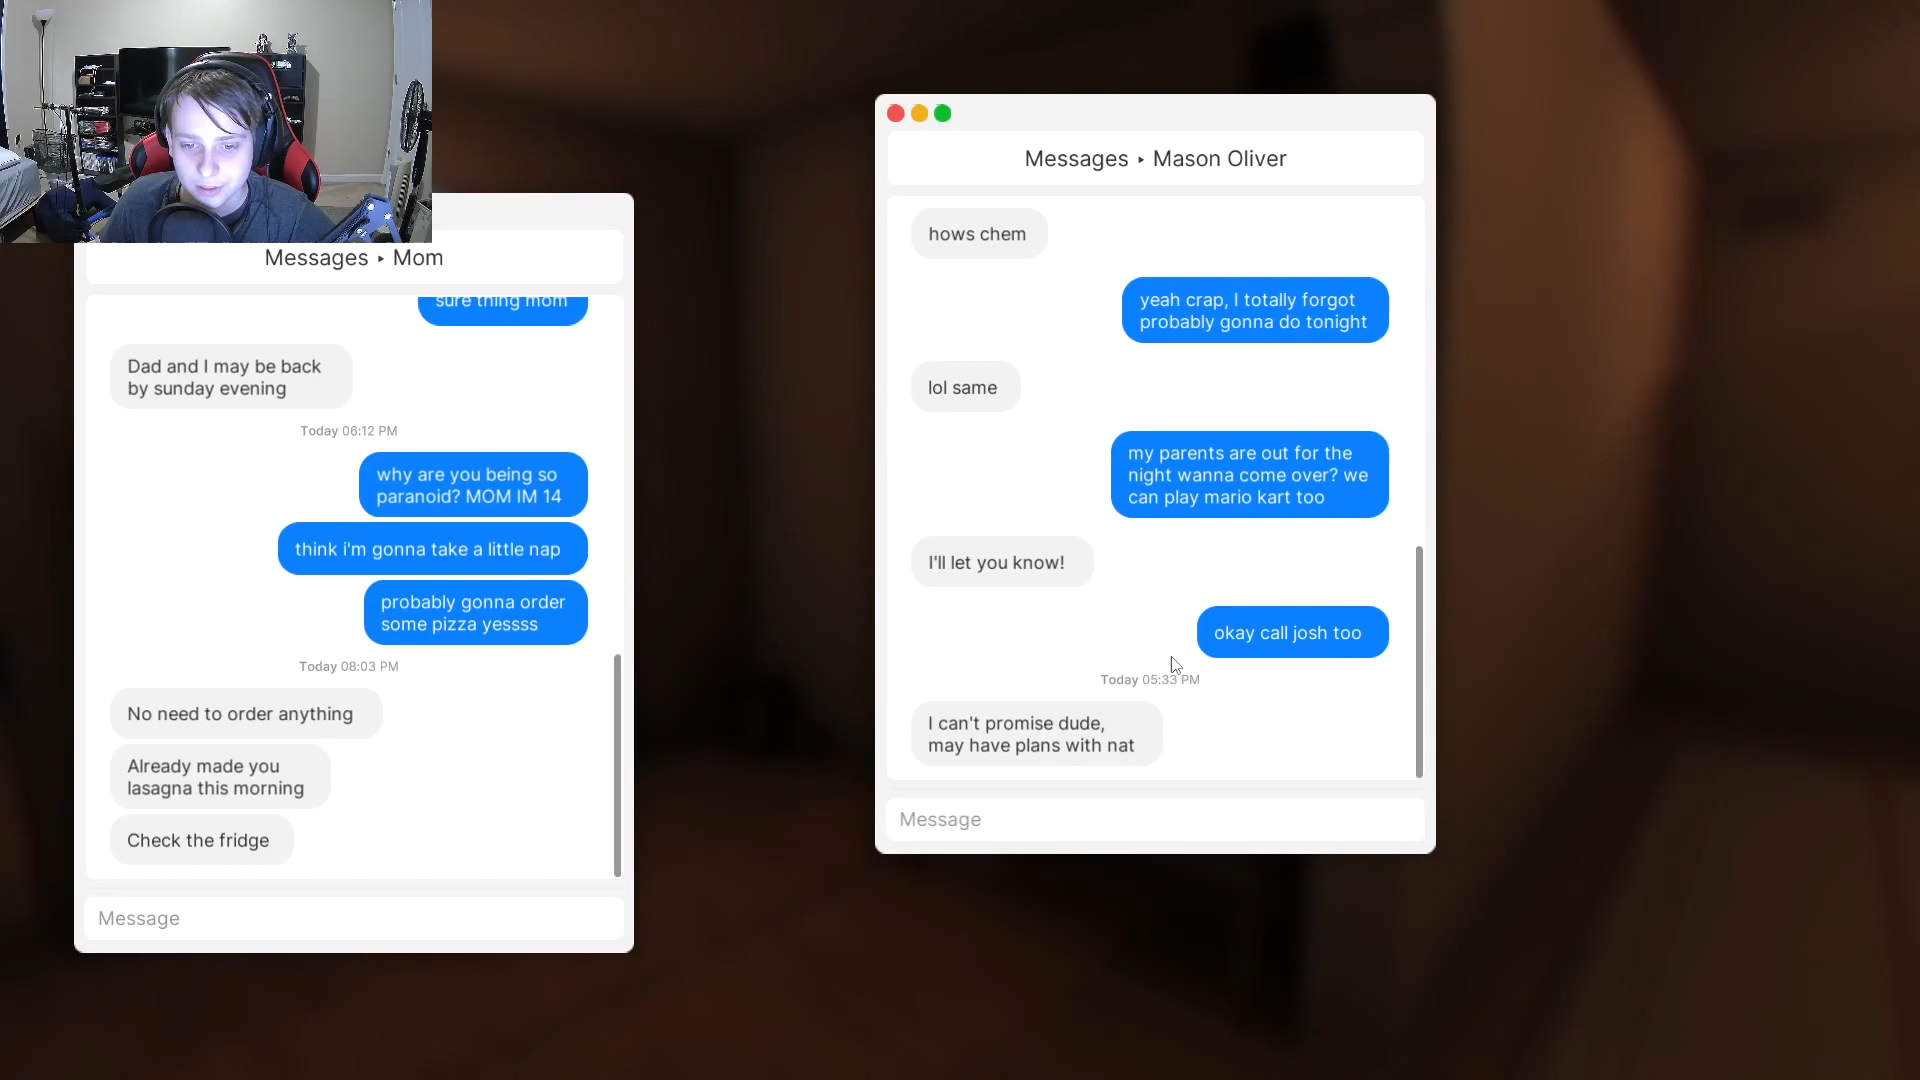 Messages ▸ Mom
sure thing mom
Dad and I may be back
by sunday evening
Today 06:12 PM
why are you being so
paranoid? MOM IM 14
think i'm gonna take a little nap
probably gonna order
some pizza yessss
Today 08:03 PM
No need to order anything
Already made you
lasagna this morning
Check the fridge
Message
Messages ▸ Mason Oliver
hows chem
yeah crap, I totally forgot
probably gonna do tonight
lol same
my parents are out for the
night wanna come over? we
can play mario kart too
I'll let you know!
okay call josh too
Today 05:33 PM
I can't promise dude,
may have plans with nat
Message